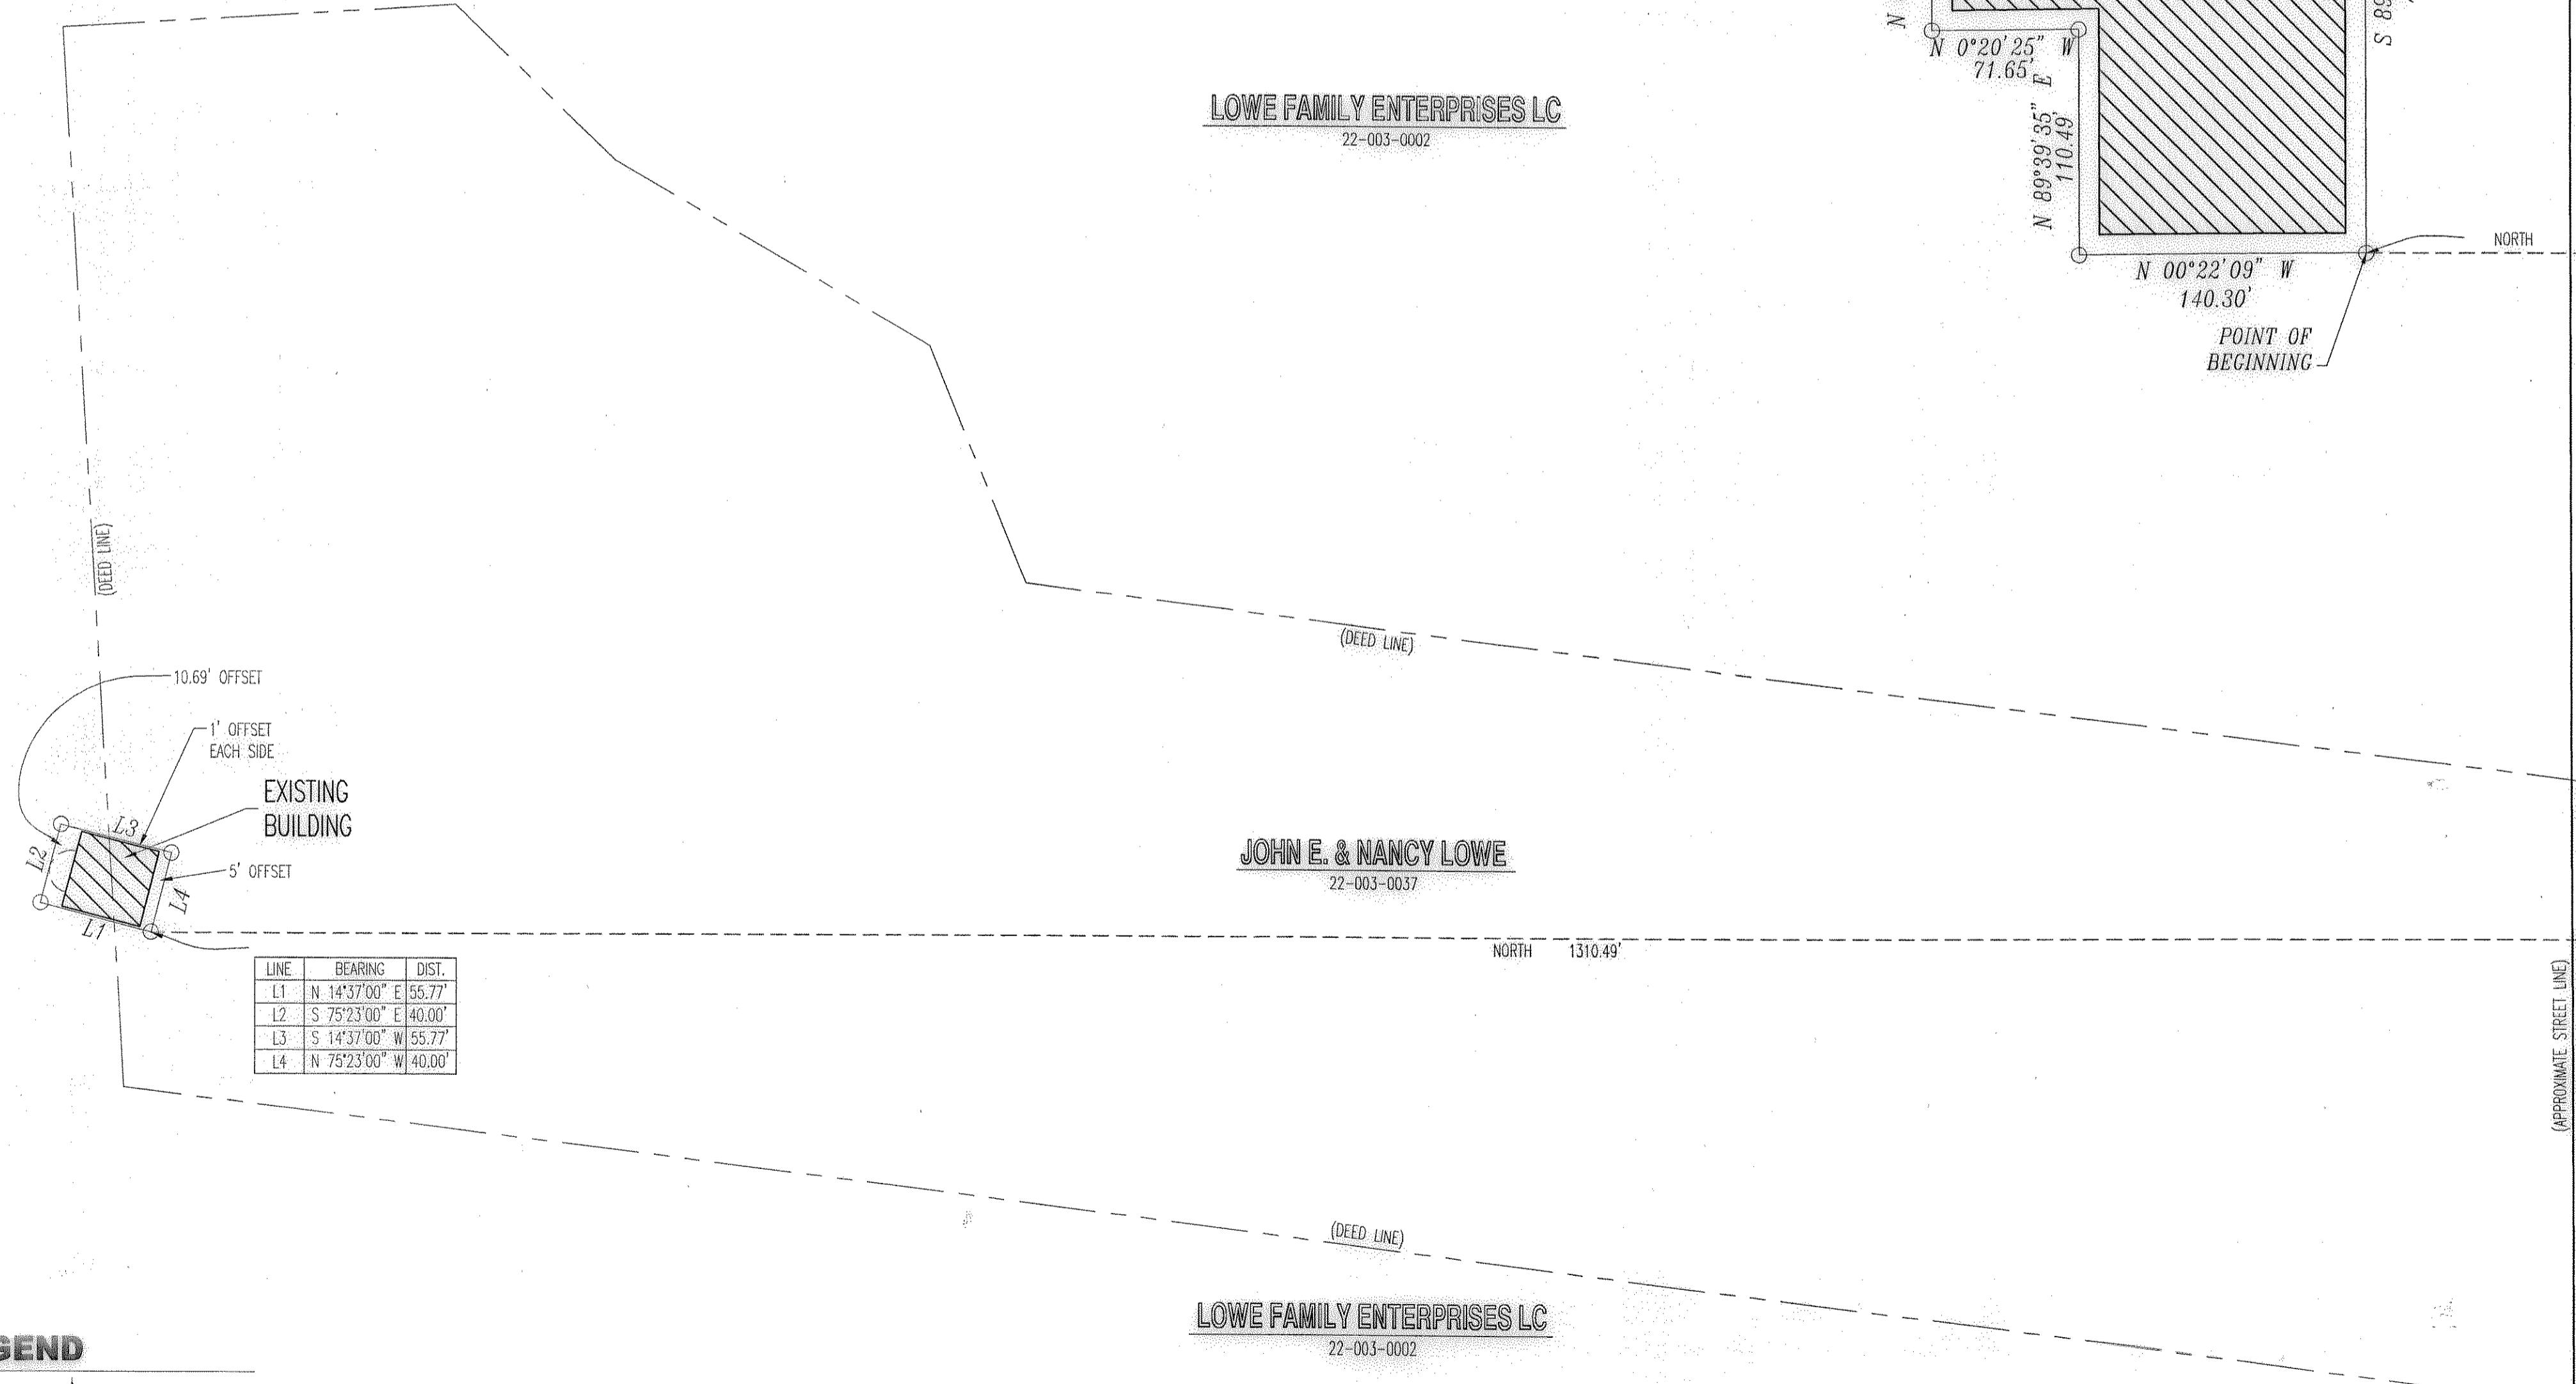 N
N 0°20'25" W
71.65'
N 89°39'35" E
110.49'
LOWE FAMILY ENTERPRISES LC
22-003-0002
NORTH
N 00°22'09" W
140.30'
POINT OF
BEGINNING
(DEED LINE)
(DEED LINE)
10.69' OFFSET
1' OFFSET
EACH SIDE
EXISTING
BUILDING
L3
L2
5' OFFSET
L4
L1
JOHN E. & NANCY LOWE
22-003-0037
NORTH 1310.49'
LINE BEARING DIST.
L1 N 14°37'00" E 55.77'
L2 S 75°23'00" E 40.00'
L3 S 14°37'00" W 55.77'
L4 N 75°23'00" W 40.00'
(APPROXIMATE STREET LINE)
(DEED LINE)
LOWE FAMILY ENTERPRISES LC
22-003-0002
GEND